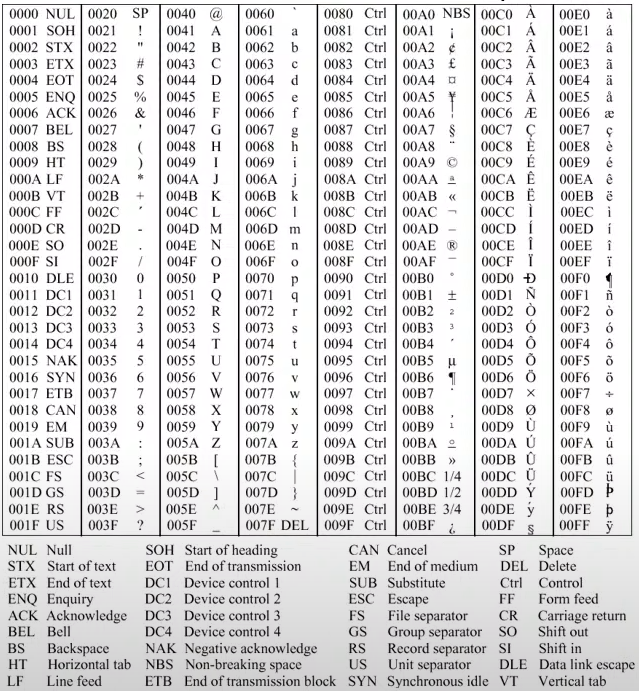 0000 NUL 0020 SP 0040 @ 0060 ` 0080 Ctrl 00A0 NBS 00C0 À 00E0 à
0001 SOH 0021 ! 0041 A 0061 a 0081 Ctrl 00A1 ¡ 00C1 Á 00E1 á
0002 STX 0022 " 0042 B 0062 b 0082 Ctrl 00A2 ¢ 00C2 Â 00E2 â
0003 ETX 0023 # 0043 C 0063 c 0083 Ctrl 00A3 £ 00C3 Ã 00E3 ã
0004 EOT 0024 $ 0044 D 0064 d 0084 Ctrl 00A4 ¤ 00C4 Ä 00E4 ä
0005 ENQ 0025 % 0045 E 0065 e 0085 Ctrl 00A5 ¥ 00C5 Å 00E5 å
0006 ACK 0026 & 0046 F 0066 f 0086 Ctrl 00A6 ¦ 00C6 Æ 00E6 æ
0007 BEL 0027 ' 0047 G 0067 g 0087 Ctrl 00A7 § 00C7 Ç 00E7 ç
0008 BS 0028 ( 0048 H 0068 h 0088 Ctrl 00A8 ¨ 00C8 È 00E8 è
0009 HT 0029 ) 0049 I 0069 i 0089 Ctrl 00A9 © 00C9 É 00E9 é
000A LF 002A * 004A J 006A j 008A Ctrl 00AA ª 00CA Ê 00EA ê
000B VT 002B + 004B K 006B k 008B Ctrl 00AB « 00CB Ë 00EB ë
000C FF 002C ´ 004C L 006C l 008C Ctrl 00AC ¬ 00CC Ì 00EC ì
000D CR 002D - 004D M 006D m 008D Ctrl 00AD – 00CD Í 00ED í
000E SO 002E . 004E N 006E n 008E Ctrl 00AE ® 00CE Î 00EE î
000F SI 002F / 004F O 006F o 008F Ctrl 00AF ¯ 00CF Ï 00EF ï
0010 DLE 0030 0 0050 P 0070 p 0090 Ctrl 00B0 ° 00D0 Đ 00F0 ¶
0011 DC1 0031 1 0051 Q 0071 q 0091 Ctrl 00B1 ± 00D1 Ñ 00F1 ñ
0012 DC2 0032 2 0052 R 0072 r 0092 Ctrl 00B2 ² 00D2 Ò 00F2 ò
0013 DC3 0033 3 0053 S 0073 s 0093 Ctrl 00B3 ³ 00D3 Ó 00F3 ó
0014 DC4 0034 4 0054 T 0074 t 0094 Ctrl 00B4 ´ 00D4 Ô 00F4 ô
0015 NAK 0035 5 0055 U 0075 u 0095 Ctrl 00B5 µ 00D5 Õ 00F5 õ
0016 SYN 0036 6 0056 V 0076 v 0096 Ctrl 00B6 ¶ 00D6 Ö 00F6 ö
0017 ETB 0037 7 0057 W 0077 w 0097 Ctrl 00B7 · 00D7 × 00F7 ÷
0018 CAN 0038 8 0058 X 0078 x 0098 Ctrl 00B8 ¸ 00D8 Ø 00F8 ø
0019 EM 0039 9 0059 Y 0079 y 0099 Ctrl 00B9 ¹ 00D9 Ù 00F9 ù
001A SUB 003A : 005A Z 007A z 009A Ctrl 00BA º 00DA Ú 00FA ú
001B ESC 003B ; 005B [ 007B { 009B Ctrl 00BB » 00DB Û 00FB û
001C FS 003C < 005C \ 007C | 009C Ctrl 00BC 1/4 00DC Ü 00FC ü
001D GS 003D = 005D ] 007D } 009D Ctrl 00BD 1/2 00DD Ý 00FD Þ
001E RS 003E > 005E ^ 007E ~ 009E Ctrl 00BE 3/4 00DE ý 00FE þ
001F US 003F ? 005F _ 007F DEL 009F Ctrl 00BF ¿ 00DF § 00FF ÿ
NUL Null SOH Start of heading CAN Cancel SP Space
STX Start of text EOT End of transmission EM End of medium DEL Delete
ETX End of text DC1 Device control 1 SUB Substitute Ctrl Control
ENQ Enquiry DC2 Device control 2 ESC Escape FF Form feed
ACK Acknowledge DC3 Device control 3 FS File separator CR Carriage return
BEL Bell DC4 Device control 4 GS Group separator SO Shift out
BS Backspace NAK Negative acknowledge RS Record separator SI Shift in
HT Horizontal tab NBS Non-breaking space US Unit separator DLE Data link escape
LF Line feed ETB End of transmission block SYN Synchronous idle VT Vertical tab